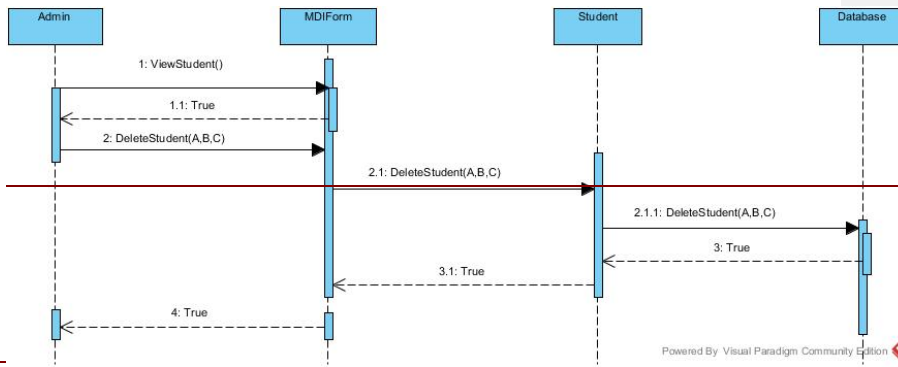 Admin
MDIForm
Student
Database
1: ViewStudent()
1.1: True
2: DeleteStudent(A,B,C)
2.1: DeleteStudent(A,B,C)
2.1.1: DeleteStudent(A,B,C)
3: True
3.1: True
4: True
Powered By Visual Paradigm Community Edition